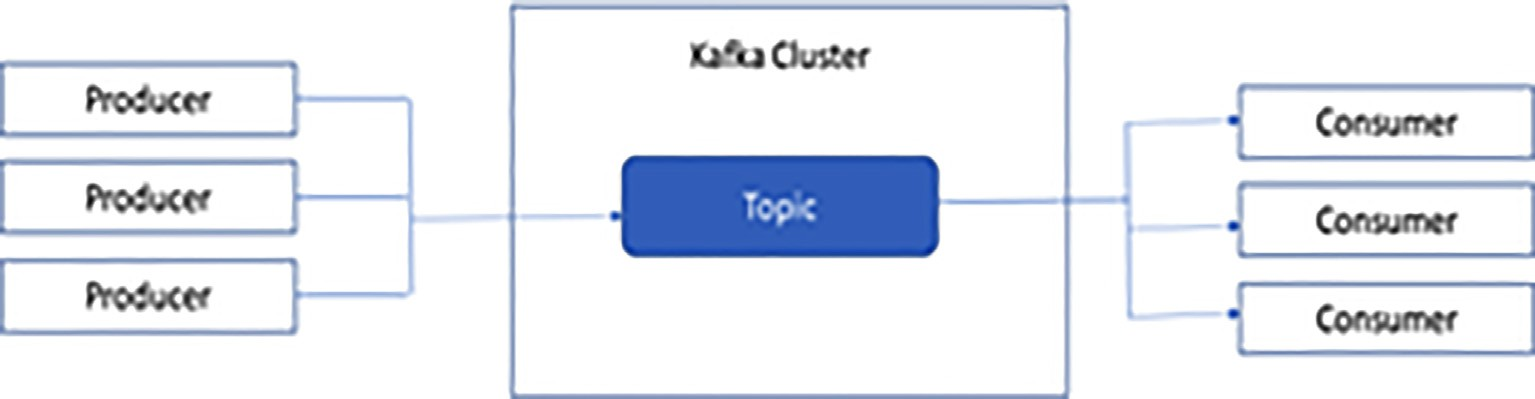 Kafka Cluster
Producer
Producer
Producer
Topic
Consumer
Consumer
Consumer